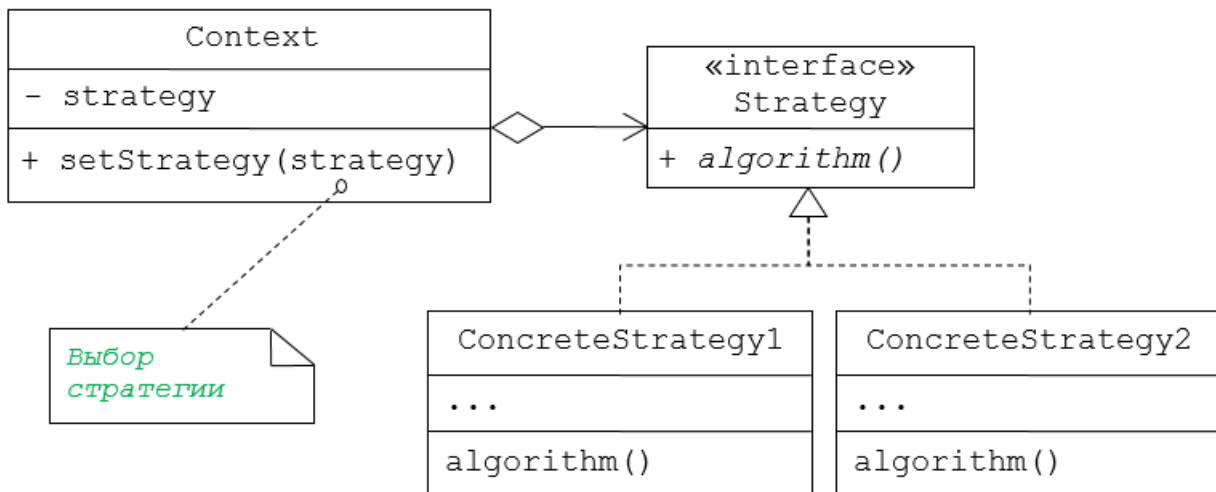 Context
- strategy
+ setStrategy(strategy)
«interface»
Strategy
+ algorithm()
Выбор
стратегии
ConcreteStrategy1
...
algorithm()
ConcreteStrategy2
...
algorithm()